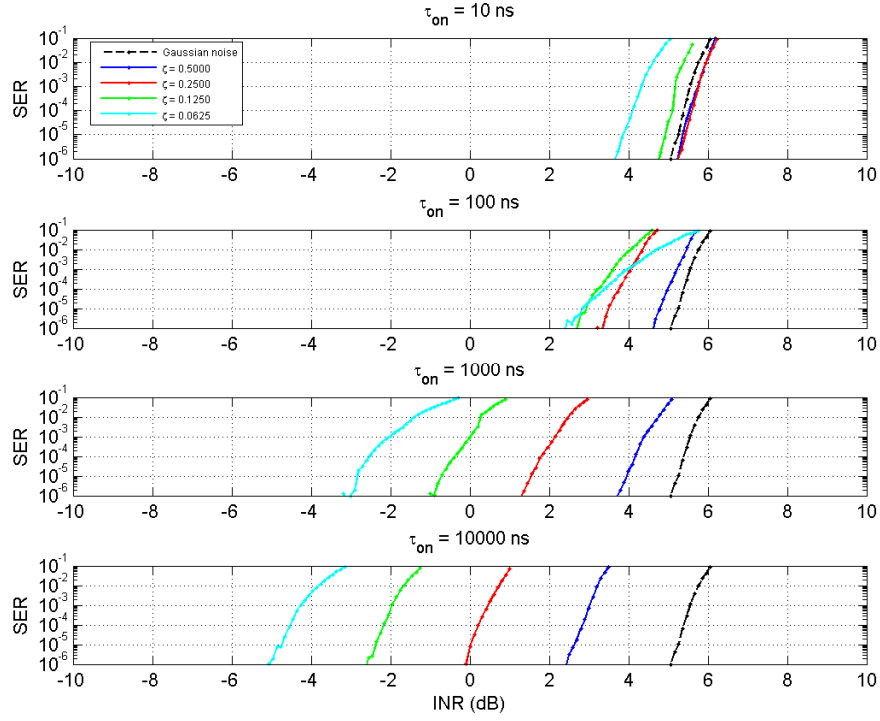 τon = 10 ns
SER
10-1
10-2
10-3
10-4
10-5
10-6
Gaussian noise
ζ = 0.5000
ζ = 0.2500
ζ = 0.1250
ζ = 0.0625
-10 -8 -6 -4 -2 0 2 4 6 8 10
τon = 100 ns
SER
10-1
10-2
10-3
10-4
10-5
10-6
-10 -8 -6 -4 -2 0 2 4 6 8 10
τon = 1000 ns
SER
10-1
10-2
10-3
10-4
10-5
10-6
-10 -8 -6 -4 -2 0 2 4 6 8 10
τon = 10000 ns
SER
10-1
10-2
10-3
10-4
10-5
10-6
-10 -8 -6 -4 -2 0 2 4 6 8 10
INR (dB)